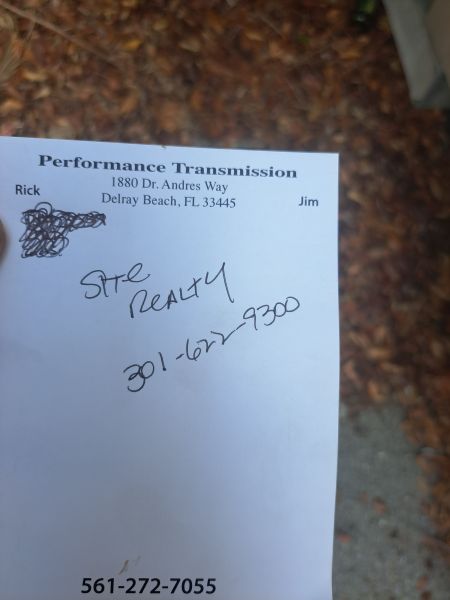 Performance Transmission
1880 Dr. Andres Way
Rick
Delray Beach, FL 33445
Jim
Site
Realty
301-622-9300
561-272-7055